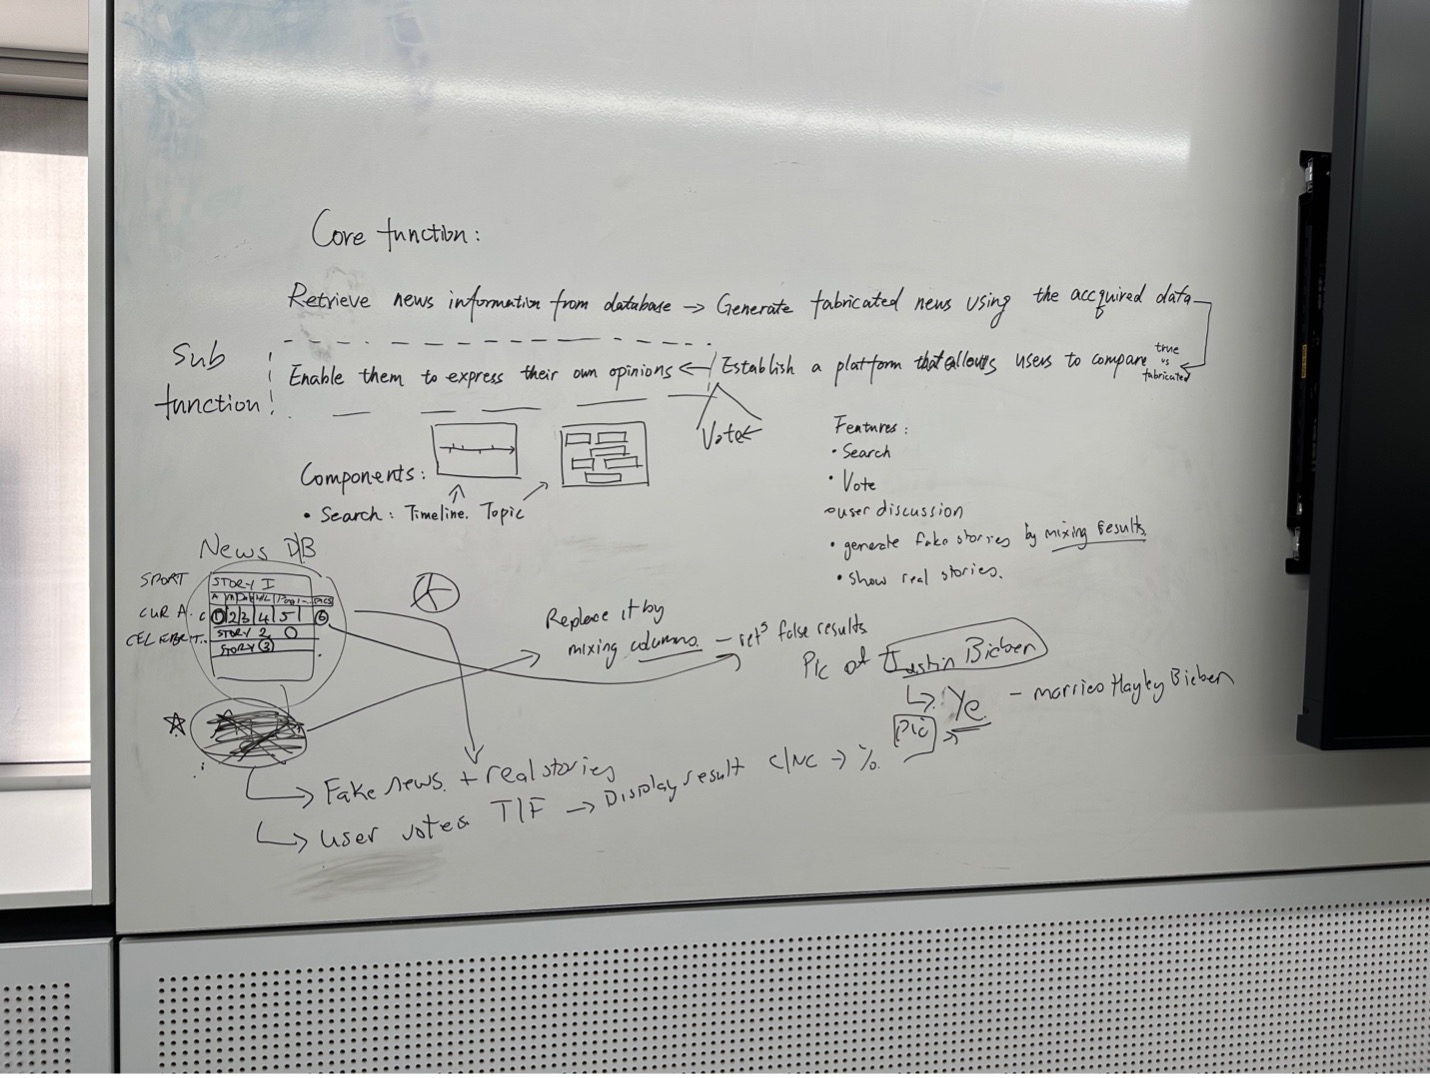 Core function:
Retrieve news information from database → Generate fabricated news using the accquired data
Sub function:
Enable them to express their own opinions ← Establish a platform that allows users to compare true vs fabricated
Vote
Features:
• Search
• Vote
• user discussion
• generate fake stories by mixing results
• show real stories.
Components:
• Search: Timeline. Topic
News DB
SPORT
STORY I
CUR A.
1 2 3 4 5 6
CELEBRIT..
STORY 2
STORY 3
Replace it by
mixing columns. – ret⁵ false results
Pic of Justin Bieber
↳ Ye – married Hayley Bieber
Pic
→ Fake news + real stories
→ user votes T/F → Display result C/NC → %